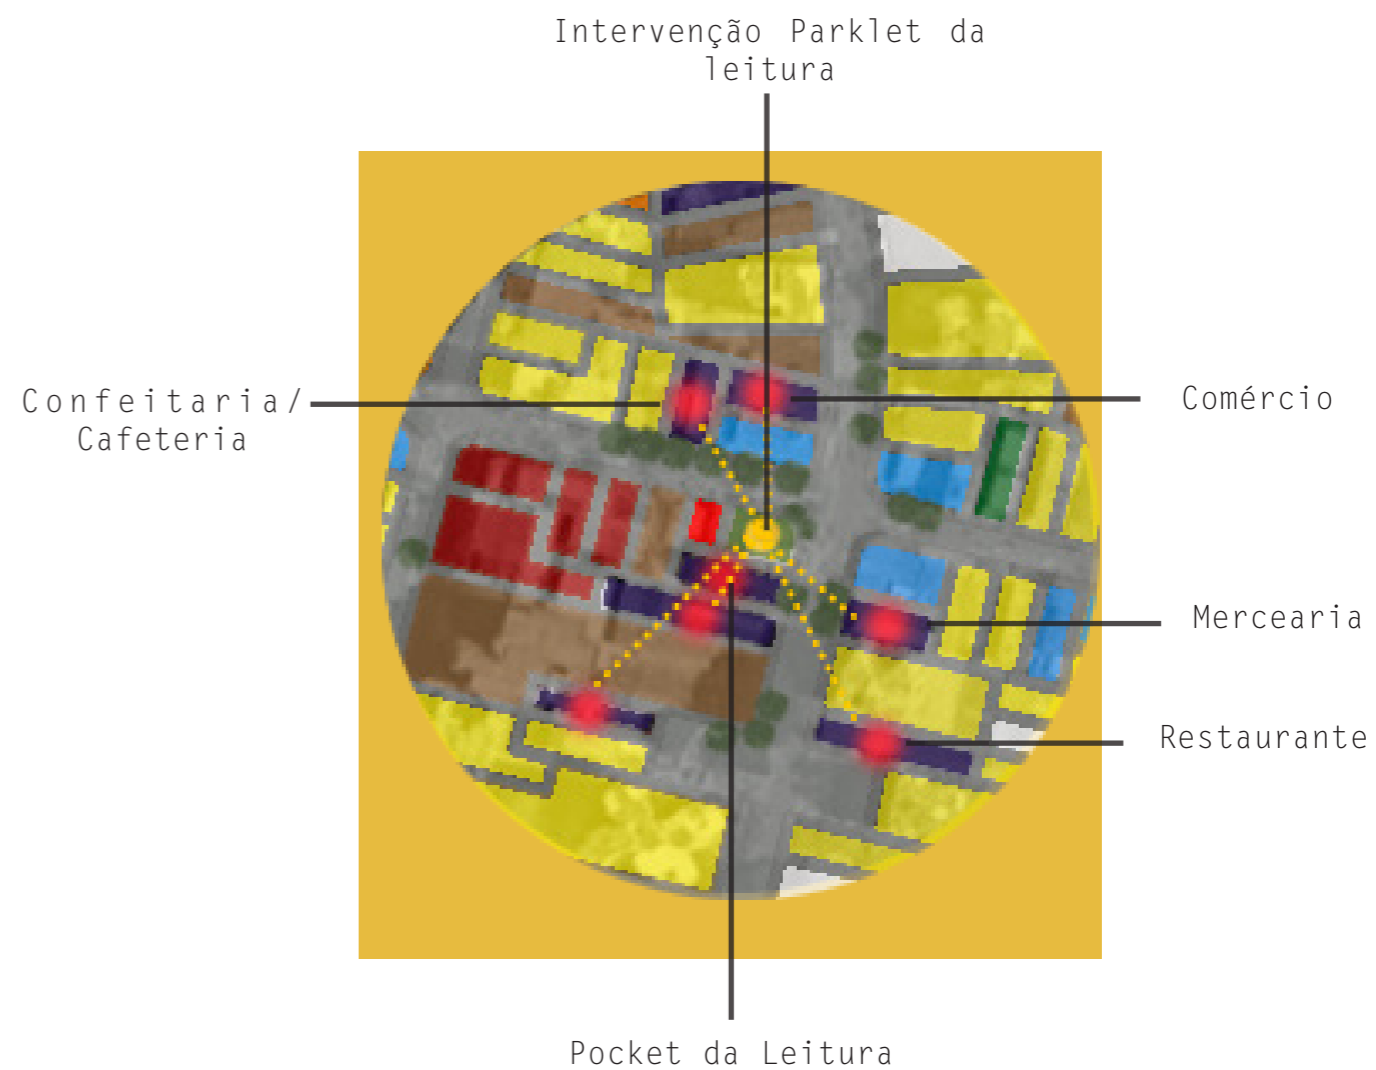 Intervenção Parklet da
leitura
Confeitaria/
Cafeteria
Comércio
Mercearia
Restaurante
Pocket da Leitura